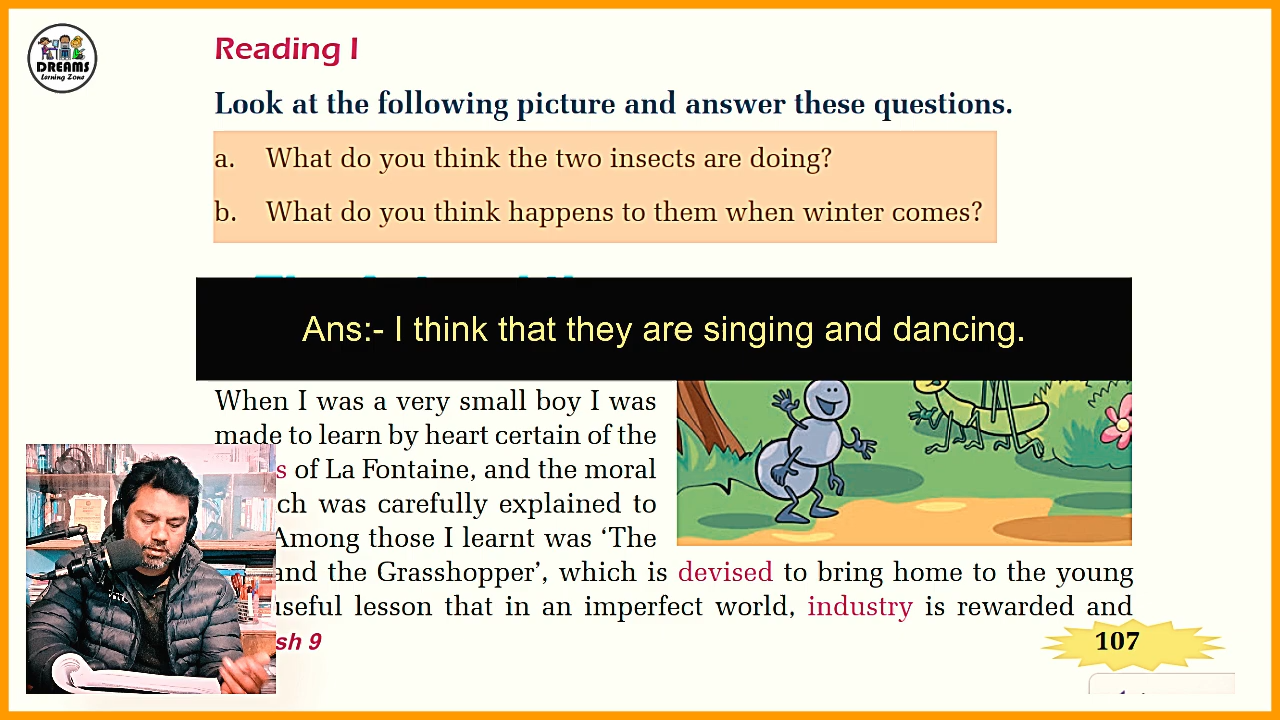 DREAMS
Lerning Zone
Reading I
Look at the following picture and answer these questions.
a. What do you think the two insects are doing?
b. What do you think happens to them when winter comes?
Ans:- I think that they are singing and dancing.
When I was a very small boy I was
made to learn by heart certain of the
of La Fontaine, and the moral
was carefully explained to
Among those I learnt was ‘The
and the Grasshopper’, which is devised to bring home to the young
lesson that in an imperfect world, industry is rewarded and
9
107